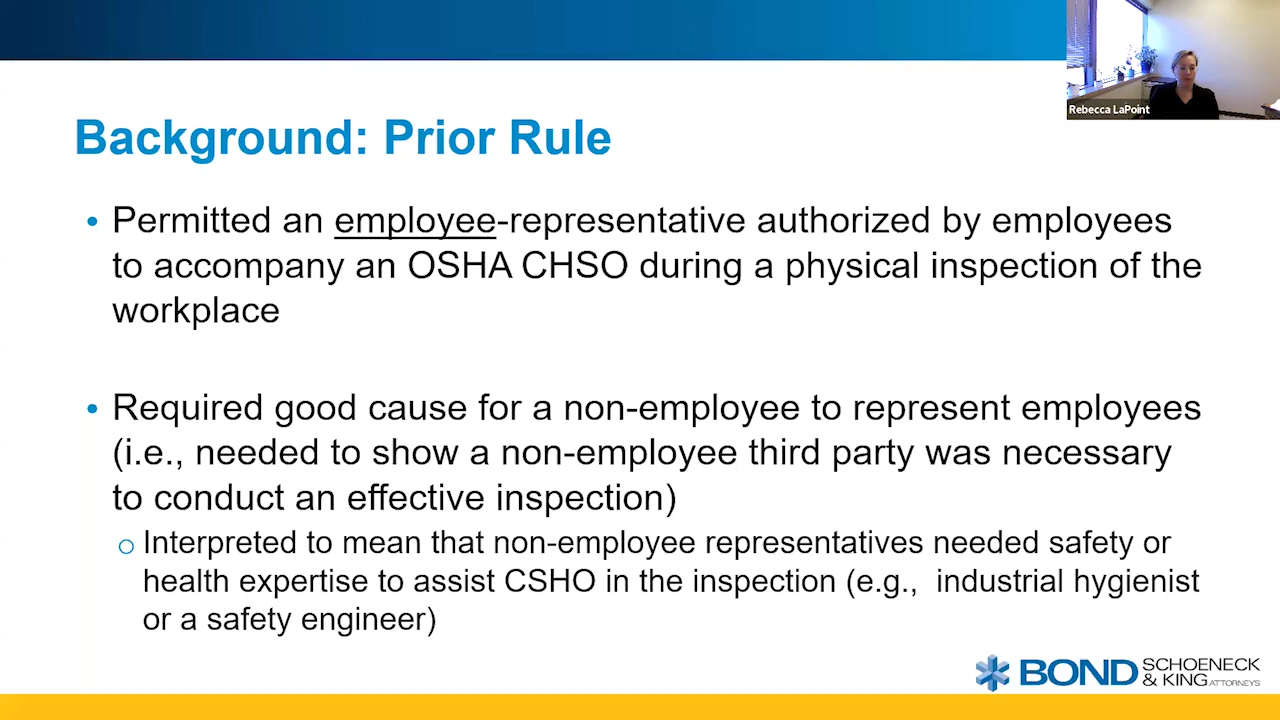 Rebecca LaPoint
Background: Prior Rule
• Permitted an employee-representative authorized by employees
to accompany an OSHA CHSO during a physical inspection of the
workplace
• Required good cause for a non-employee to represent employees
(i.e., needed to show a non-employee third party was necessary
to conduct an effective inspection)
o Interpreted to mean that non-employee representatives needed safety or
health expertise to assist CSHO in the inspection (e.g.,  industrial hygienist
or a safety engineer)
BOND SCHOENECK
& KING ATTORNEYS